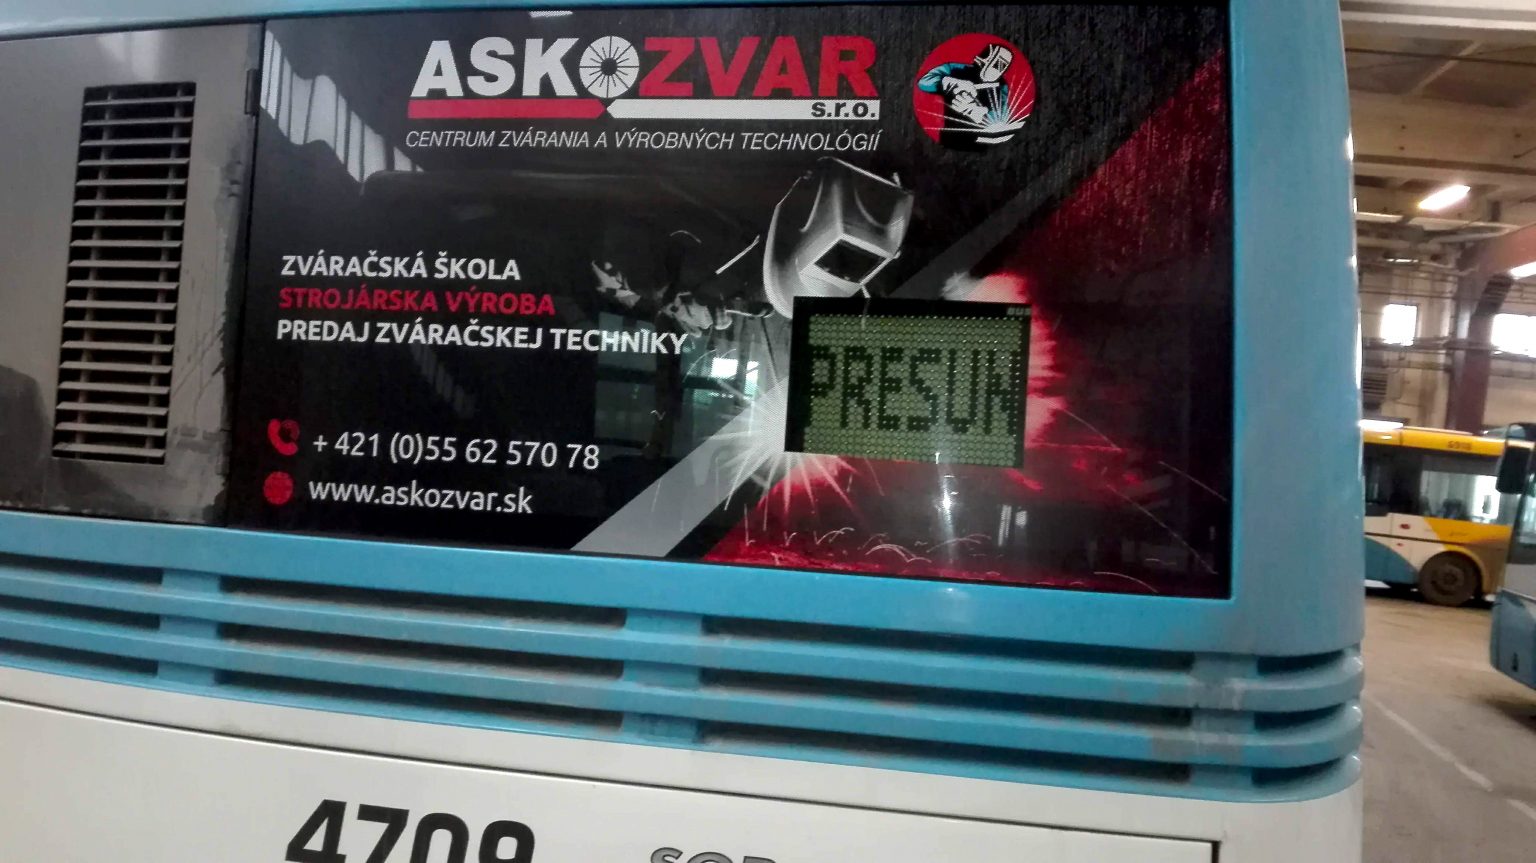 ASKOZVAR
s.r.o.
CENTRUM ZVÁRANIA A VÝROBNÝCH TECHNOLÓGIÍ
ZVÁRAČSKÁ ŠKOLA
STROJÁRSKA VÝROBA
PREDAJ ZVÁRAČSKEJ TECHNIKY
BUS
PRESUN
+ 421 (0)55 62 570 78
www.askozvar.sk
4709